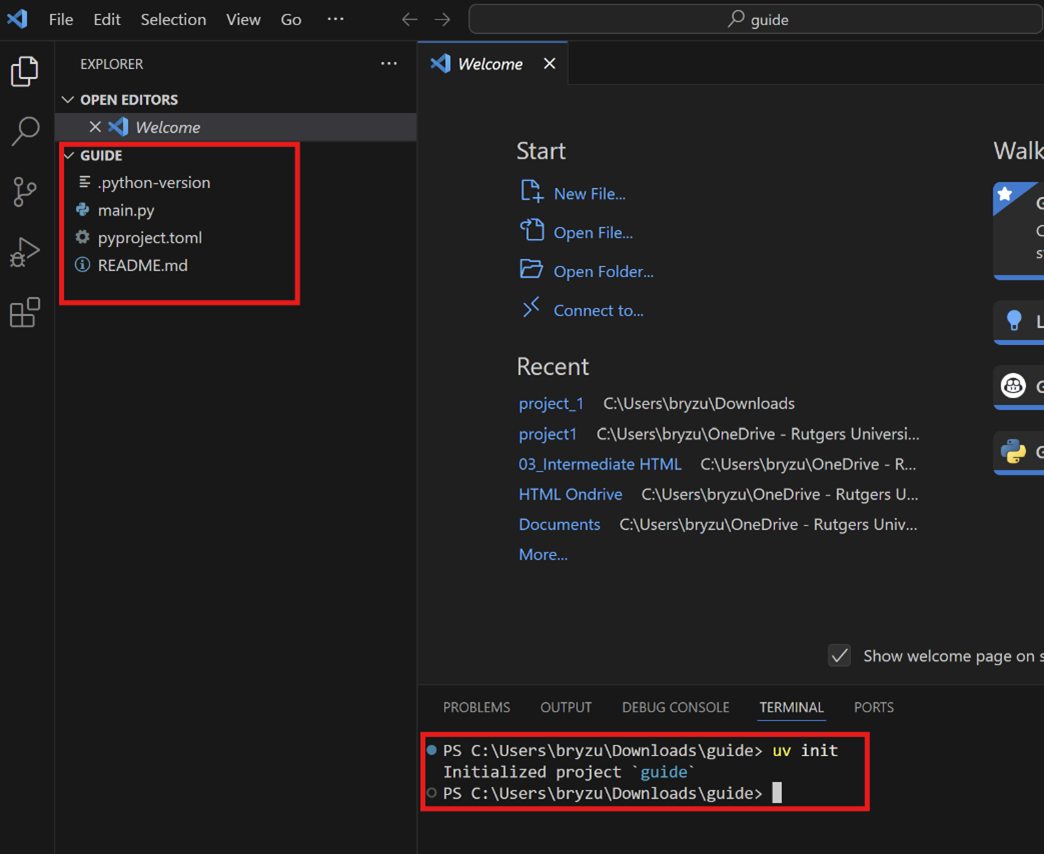 File Edit Selection View Go ···
guide
EXPLORER ···
OPEN EDITORS
Welcome
GUIDE
.python-version
main.py
pyproject.toml
README.md
Welcome
Start
New File...
Open File...
Open Folder...
Connect to...
Recent
project_1 C:\Users\bryzu\Downloads
project1 C:\Users\bryzu\OneDrive - Rutgers Universi...
03_Intermediate HTML C:\Users\bryzu\OneDrive - R...
HTML Ondrive C:\Users\bryzu\OneDrive - Rutgers U...
Documents C:\Users\bryzu\OneDrive - Rutgers Univ...
More...
Walk
Show welcome page on s
PROBLEMS OUTPUT DEBUG CONSOLE TERMINAL PORTS
PS C:\Users\bryzu\Downloads\guide> uv init
Initialized project `guide`
PS C:\Users\bryzu\Downloads\guide>